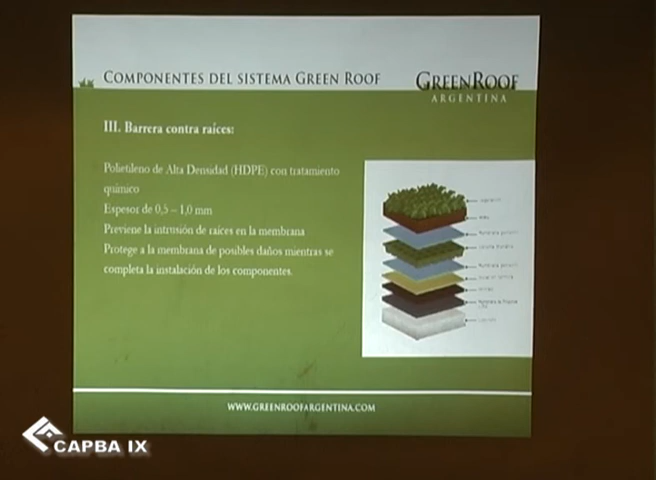 COMPONENTES DEL SISTEMA GREEN ROOF
GREENROOF
ARGENTINA
III. Barrera contra raíces:
Polietileno de Alta Densidad (HDPE) con tratamiento
químico
Espesor de 0,5 – 1,0 mm
Previene la intrusión de raíces en la membrana
Protege a la membrana de posibles daños mientras se
completa la instalación de los componentes.
WWW.GREENROOFARGENTINA.COM
CAPBA IX